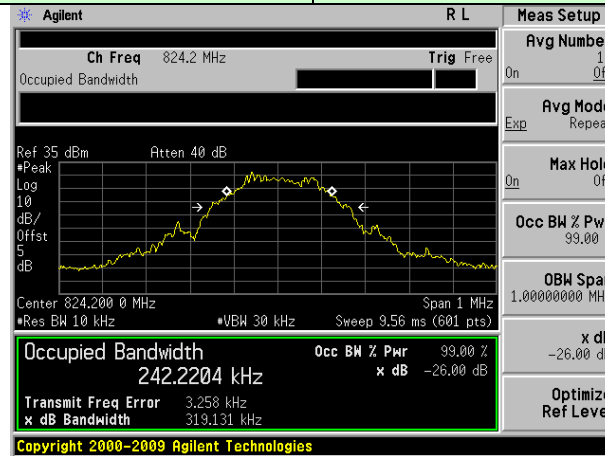 Agilent R L Meas Setup
Ch Freq 824.2 MHz Trig Free
Occupied Bandwidth
Avg Numbe
1
On Of
Avg Mod
Exp Repea
Max Hol
On Of
Occ BW % Pw
99.00
OBW Spa
1.00000000 MH
x d
-26.00 d
Optimiz
Ref Leve
Ref 35 dBm Atten 40 dB
#Peak
Log
10
dB/
Offst
5
dB
Center 824.200 0 MHz Span 1 MHz
#Res BW 10 kHz #VBW 30 kHz Sweep 9.56 ms (601 pts)
Occupied Bandwidth Occ BW % Pwr 99.00 %
242.2204 kHz x dB -26.00 dB
Transmit Freq Error 3.258 kHz
x dB Bandwidth 319.131 kHz
Copyright 2000-2009 Agilent Technologies